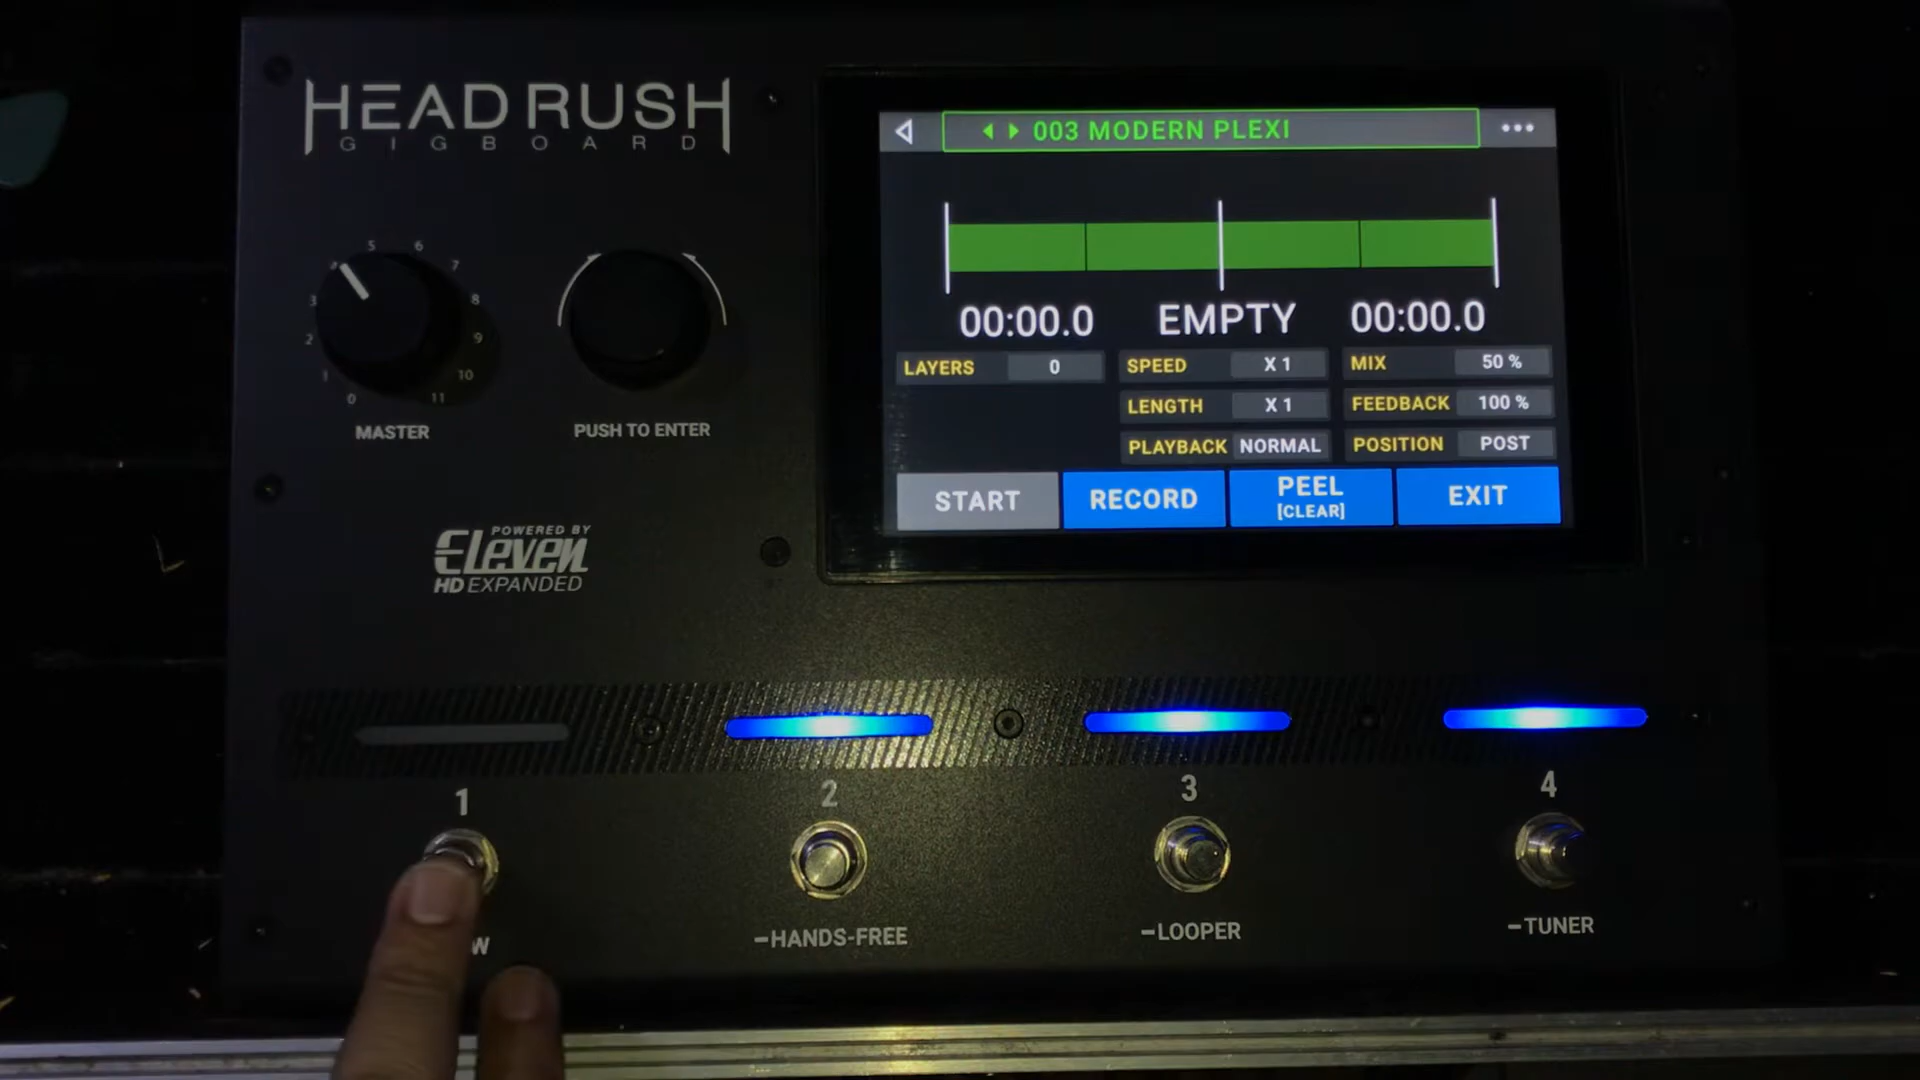 HEADRUSH
GIGBOARD
003 MODERN PLEXI
00:00.0 EMPTY 00:00.0
LAYERS 0 SPEED X 1 MIX 50 %
LENGTH X 1 FEEDBACK 100 %
PLAYBACK NORMAL POSITION POST
START RECORD PEEL [CLEAR] EXIT
0 1 2 3 4 5 6 7 8 9 10 11
MASTER
PUSH TO ENTER
POWERED BY
ELEVEN
HD EXPANDED
1 2 3 4
W
-HANDS-FREE
-LOOPER
-TUNER